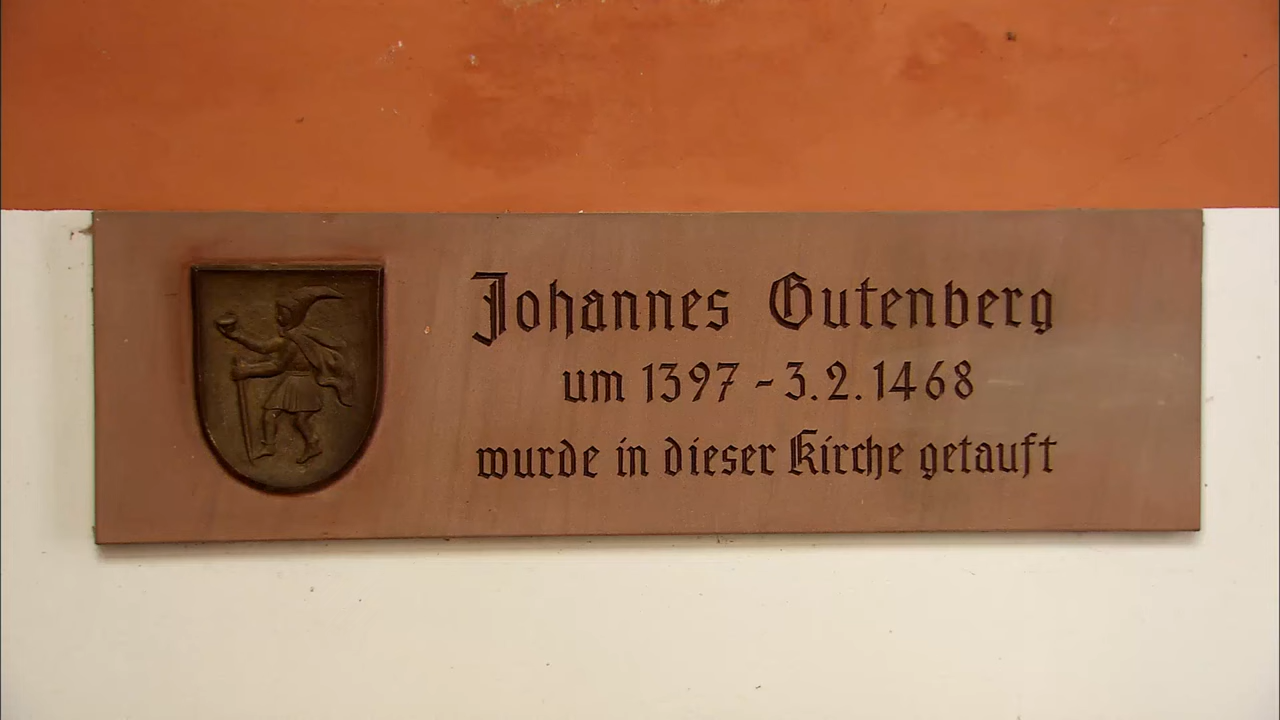 Johannes Gutenberg
um 1397 - 3.2.1468
wurde in dieser Kirche getauft